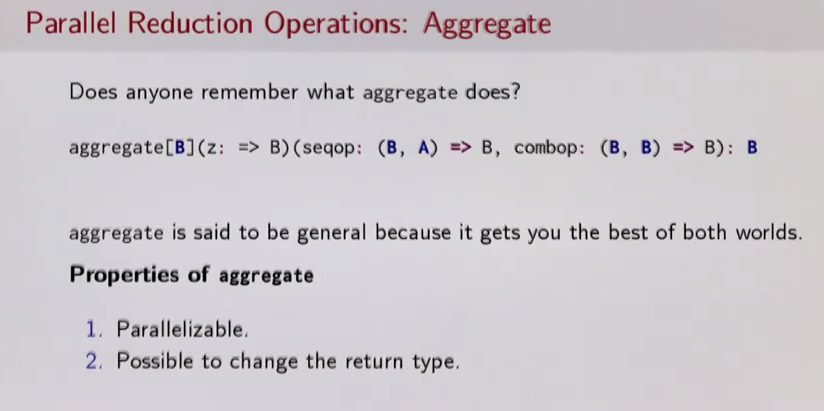 Parallel Reduction Operations: Aggregate
Does anyone remember what aggregate does?
aggregate[B](z: => B)(seqop: (B, A) => B, combop: (B, B) => B): B
aggregate is said to be general because it gets you the best of both worlds.
Properties of aggregate
1. Parallelizable.
2. Possible to change the return type.